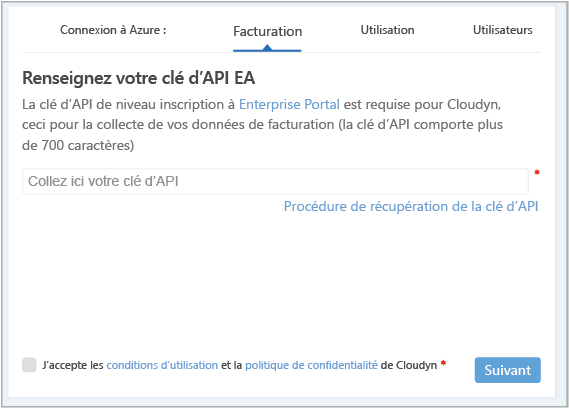 Connexion à Azure : Facturation Utilisation Utilisateurs
Renseignez votre clé d'API EA
La clé d'API de niveau inscription à Enterprise Portal est requise pour Cloudyn,
ceci pour la collecte de vos données de facturation (la clé d'API comporte plus
de 700 caractères)
Collez ici votre clé d'API *
Procédure de récupération de la clé d'API
J'accepte les conditions d'utilisation et la politique de confidentialité de Cloudyn * Suivant